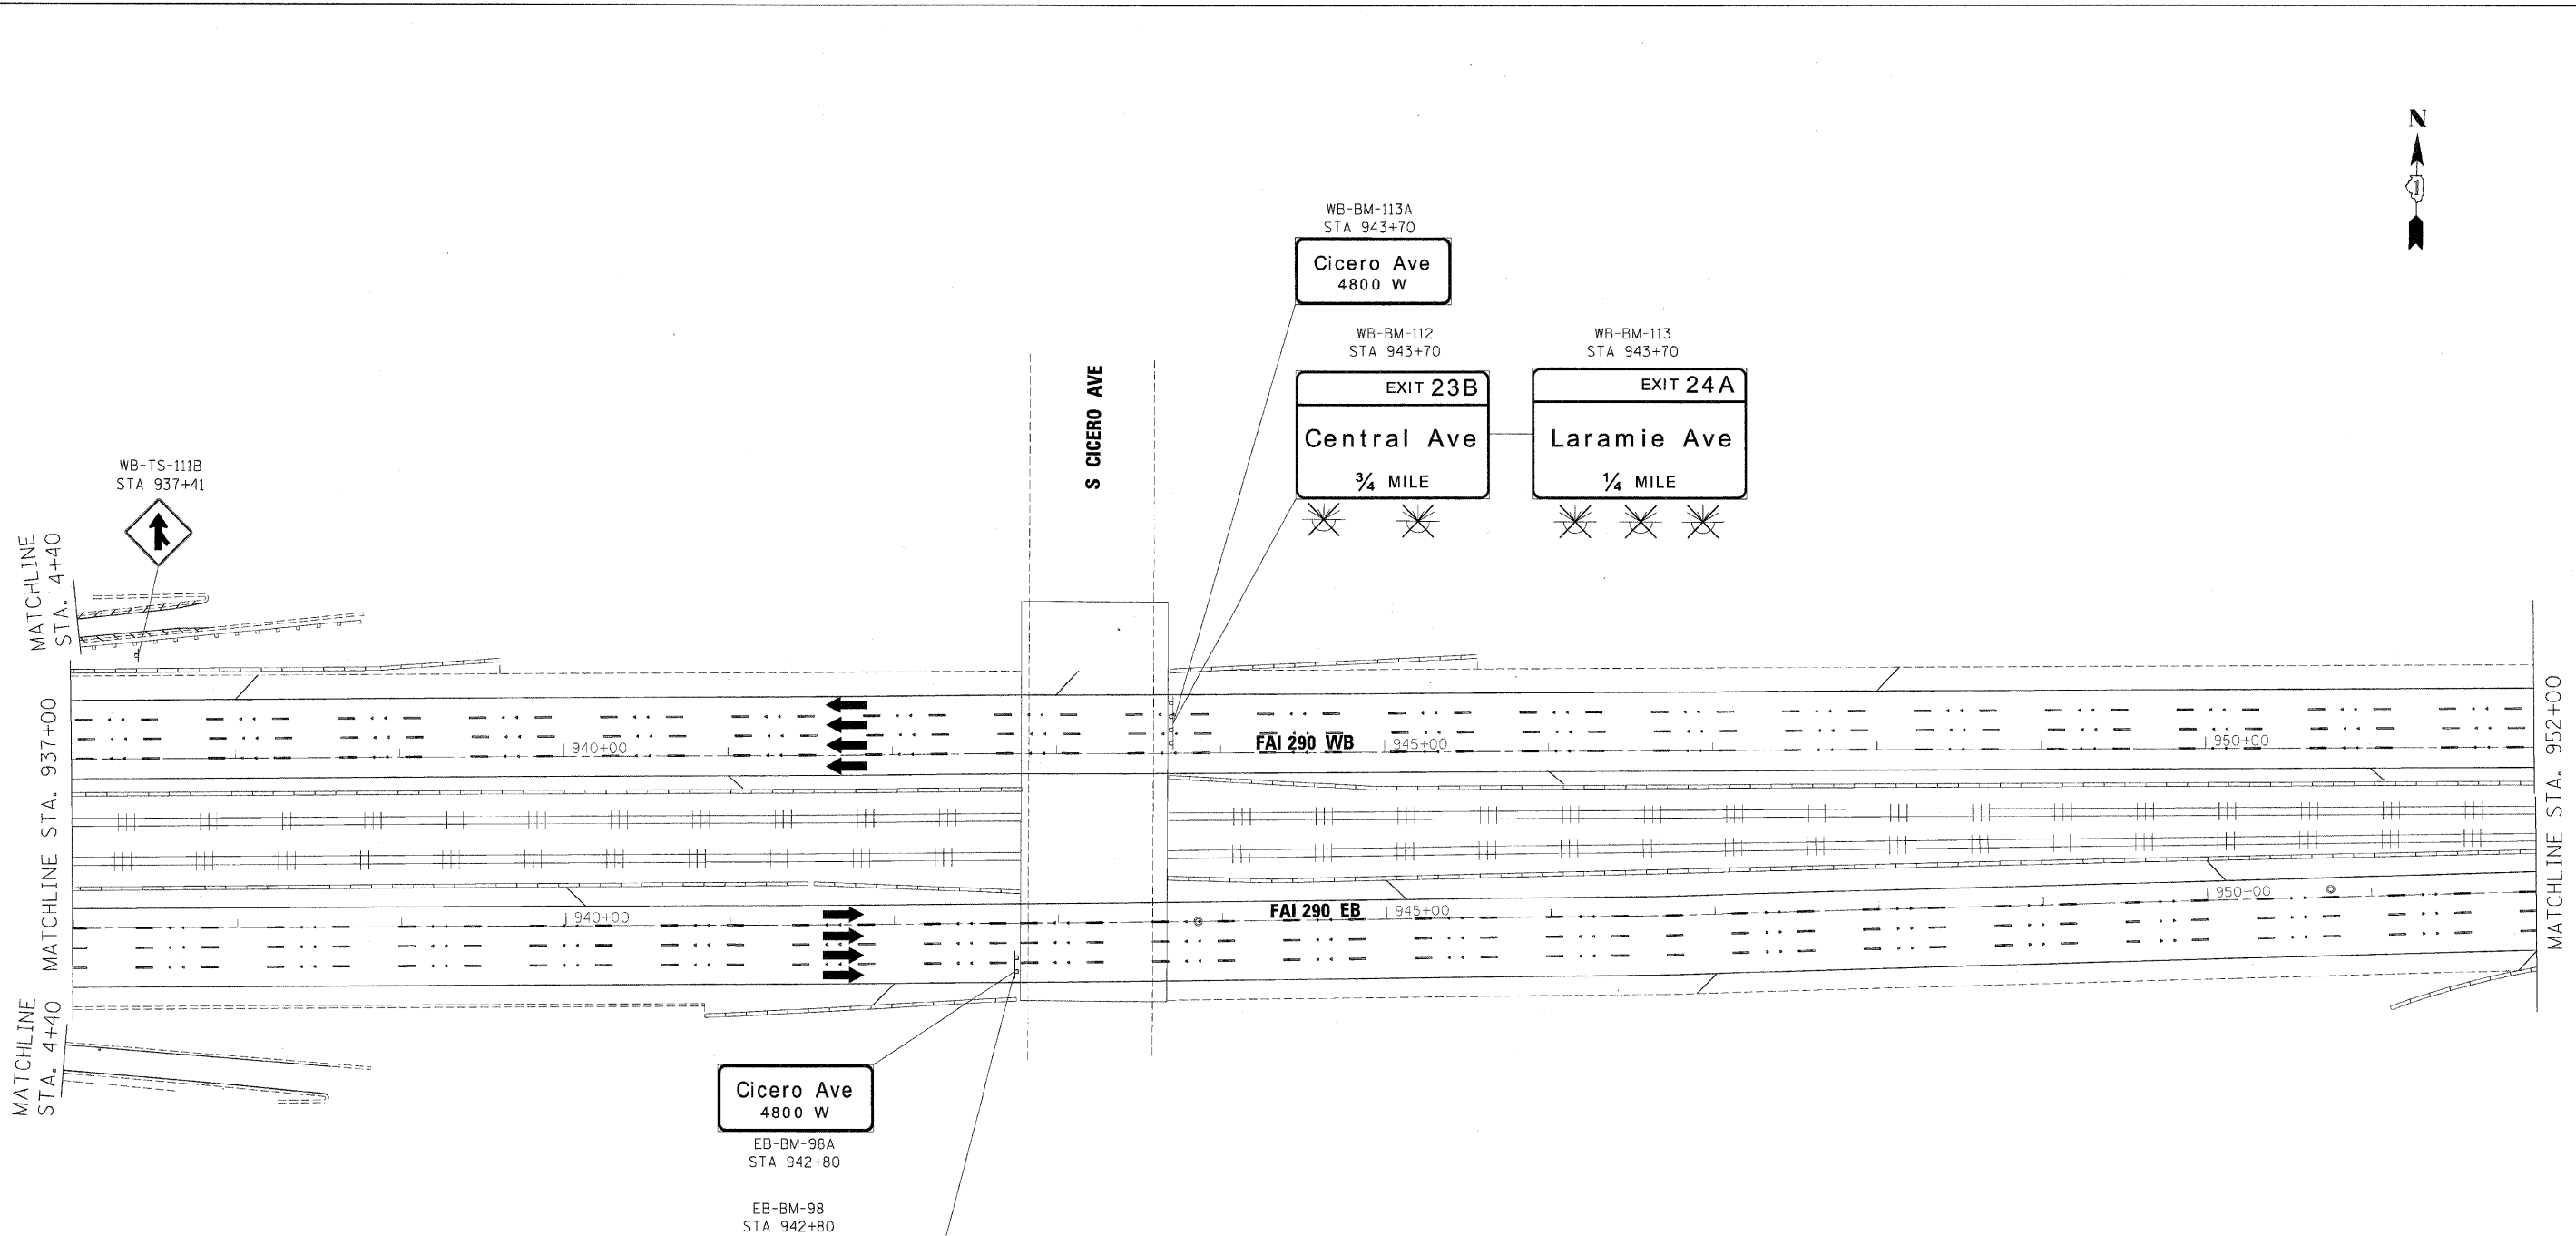 N
1
WB-BM-113A
STA 943+70
Cicero Ave
4800 W
WB-BM-112
STA 943+70
WB-BM-113
STA 943+70
EXIT 23B
Central Ave
¾ MILE
EXIT 24A
Laramie Ave
¼ MILE
S CICERO AVE
WB-TS-111B
STA 937+41
MATCHLINE
STA. 4+40
MATCHLINE STA. 937+00
940+00
FAI 290 WB
945+00
950+00
MATCHLINE STA. 952+00
940+00
FAI 290 EB
945+00
950+00
MATCHLINE
STA. 4+40
Cicero Ave
4800 W
EB-BM-98A
STA 942+80
EB-BM-98
STA 942+80